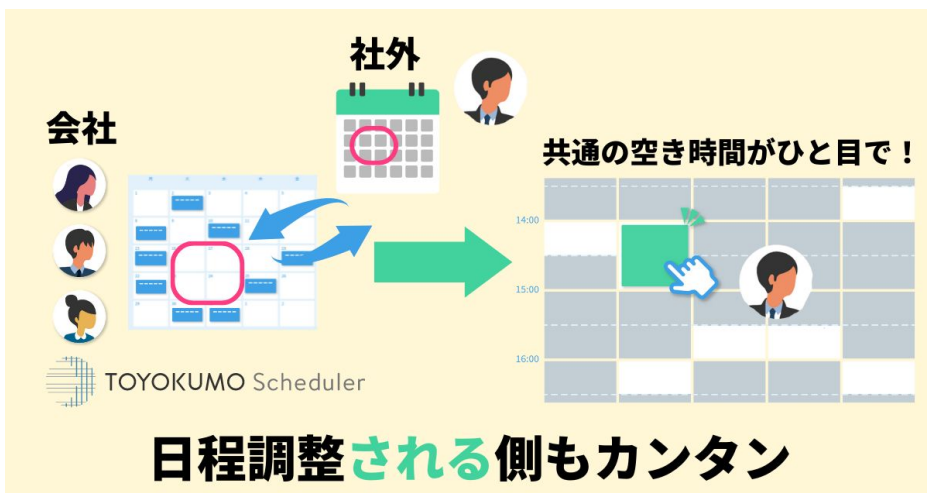 社外
会社
共通の空き時間がひと目で！
14:00
15:00
16:00
TOYOKUMO Scheduler
日程調整される側もカンタン